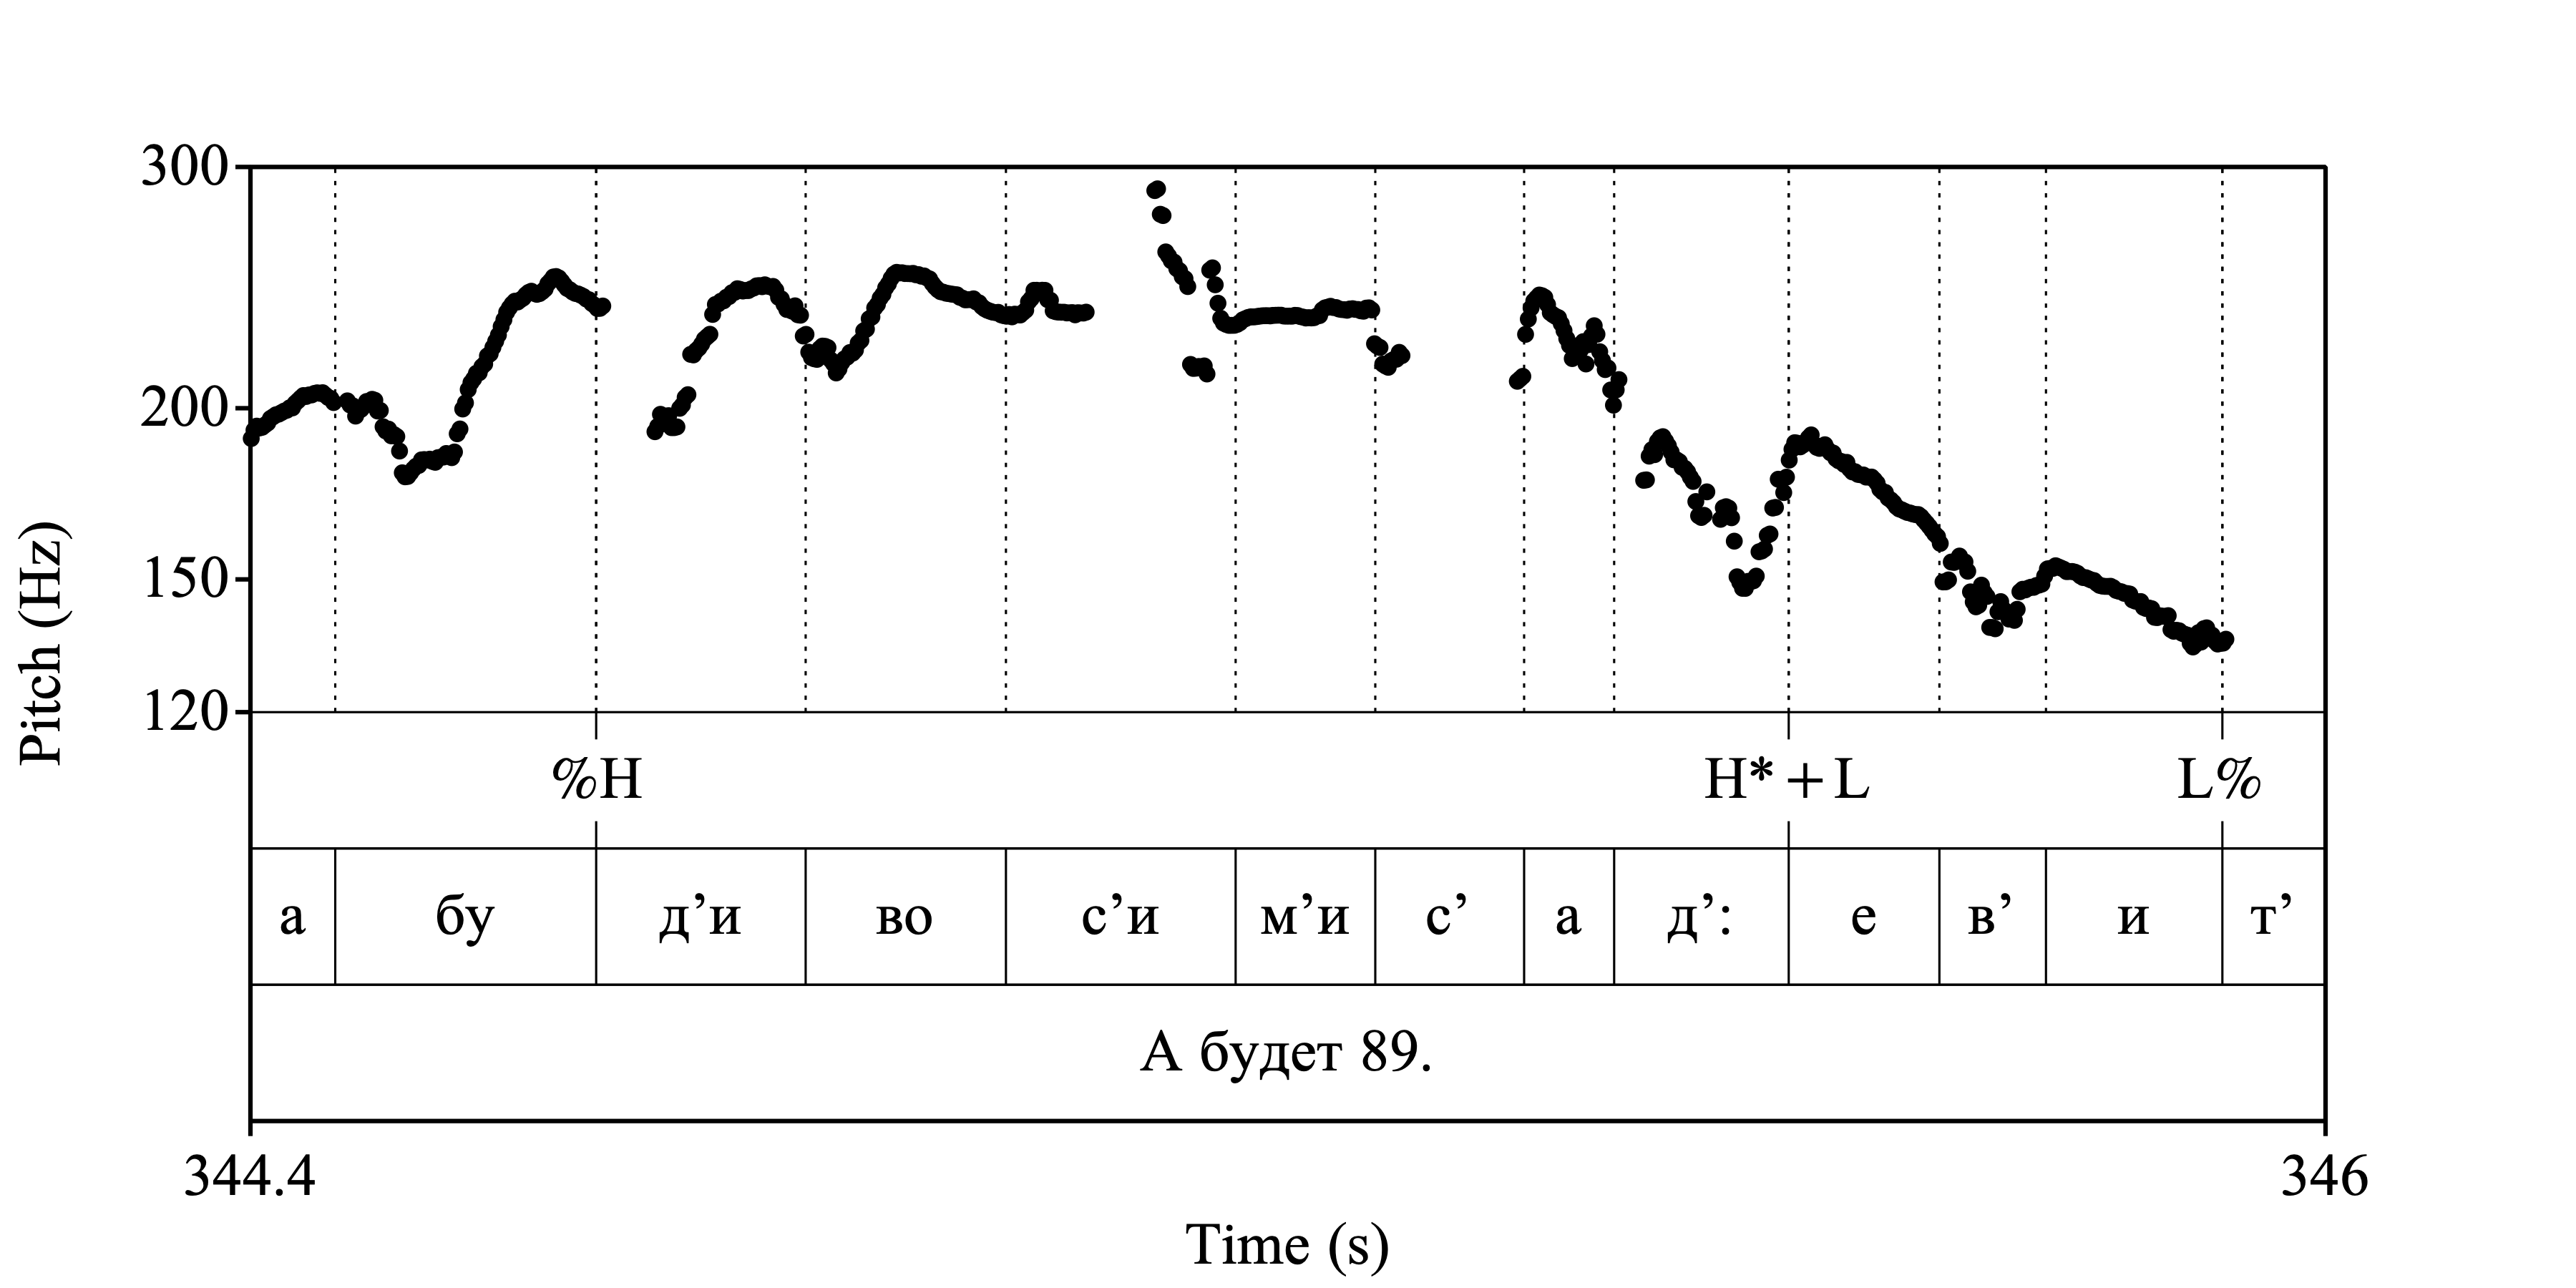 300
200
150
120
Pitch (Hz)
%H H*+L L%
а бу д’и во с’и м’и с’ а д’: е в’ и т’
А будет 89.
344.4 346
Time (s)